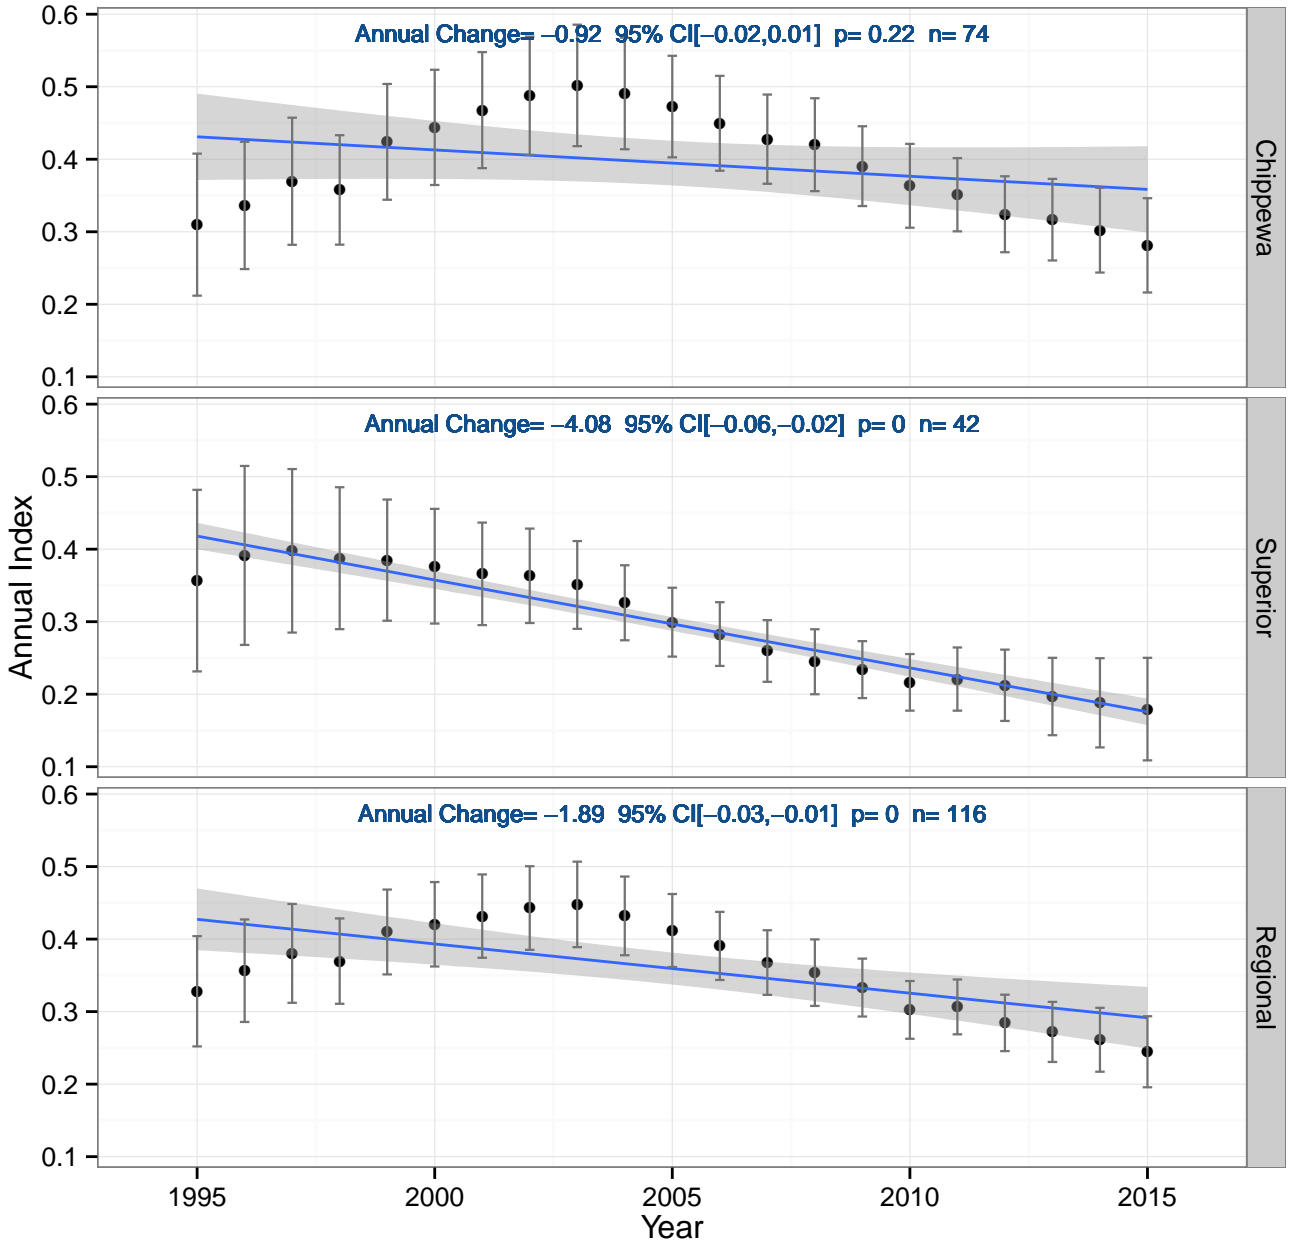 Annual Change= −0.92 95% CI[−0.02,0.01] p= 0.22 n= 74
0.6
0.5
0.4
0.3
0.2
0.1
Chippewa
Annual Change= −4.08 95% CI[−0.06,−0.02] p= 0 n= 42
0.6
0.5
0.4
0.3
0.2
0.1
Superior
Annual Index
Annual Change= −1.89 95% CI[−0.03,−0.01] p= 0 n= 116
0.6
0.5
0.4
0.3
0.2
0.1
Regional
1995 2000 2005 2010 2015
Year